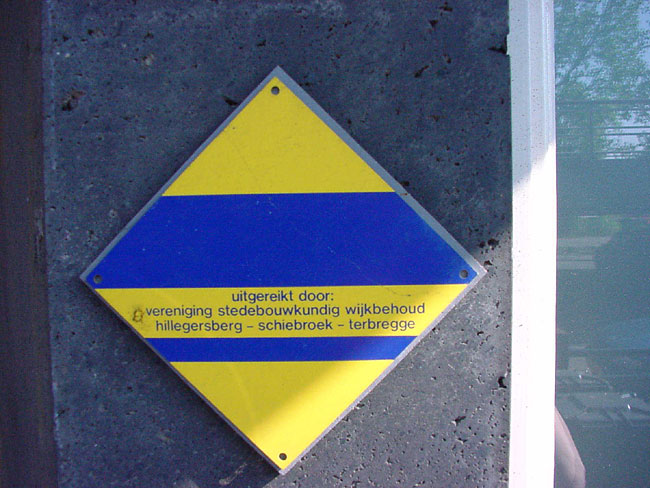 uitgereikt door:
vereniging stedebouwkundig wijkbehoud
hillegersberg – schiebroek – terbregge